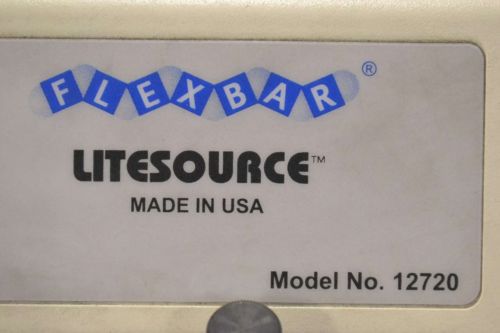 FLEXBAR®
LITESOURCE™
MADE IN USA
Model No. 12720